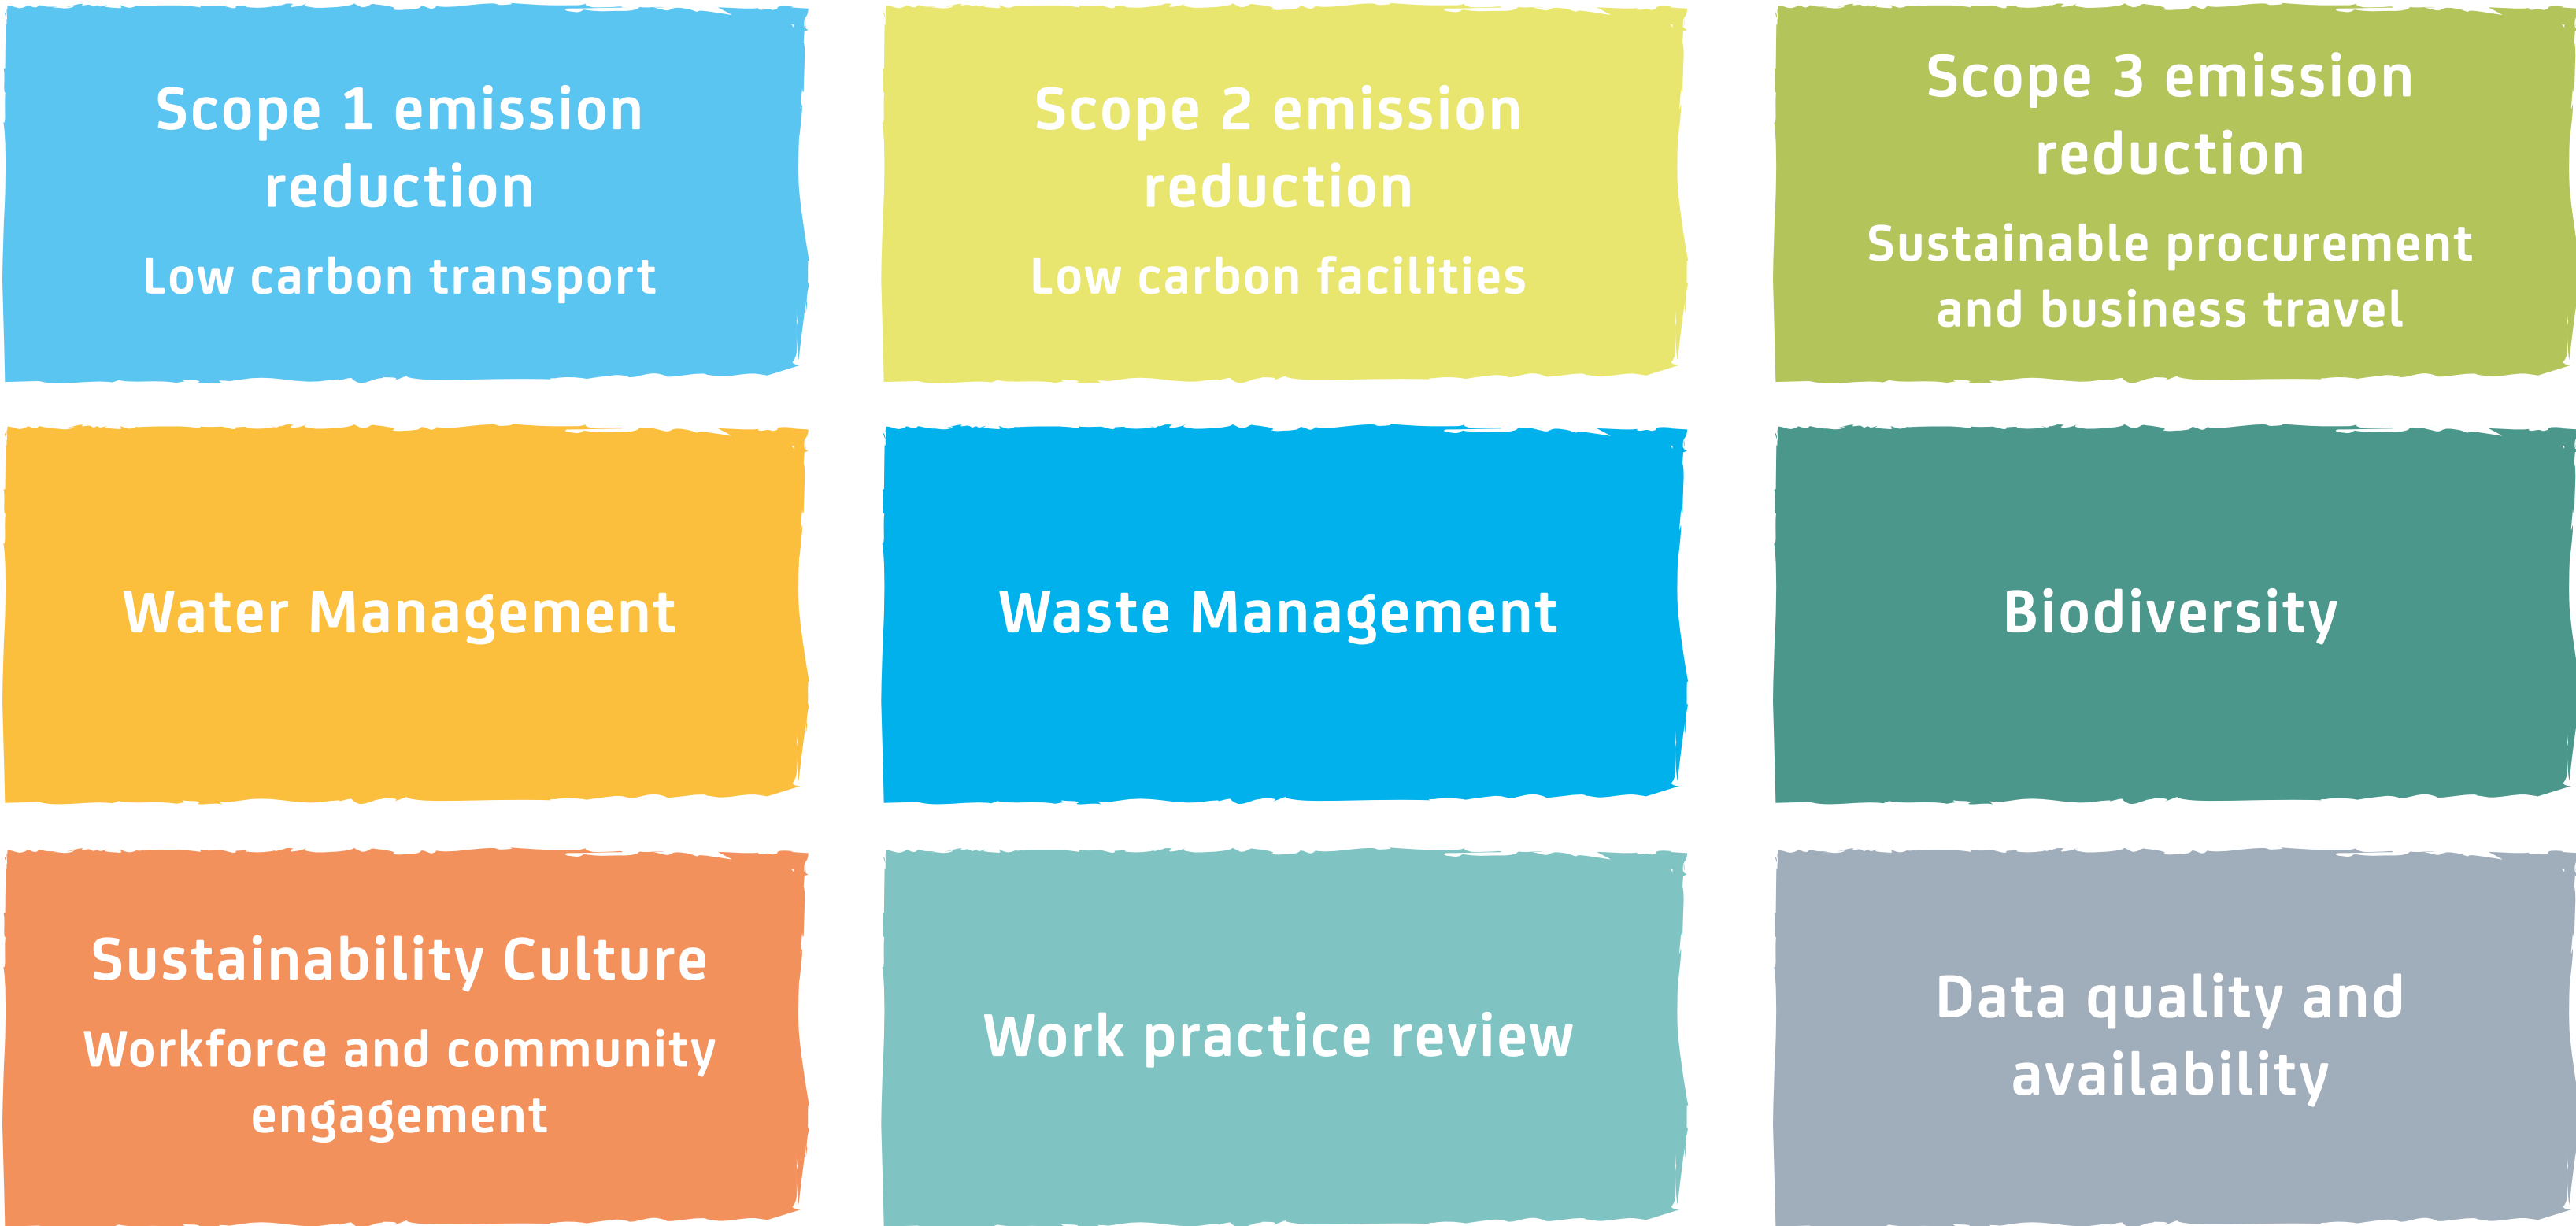 Scope 1 emission
reduction
Low carbon transport
Scope 2 emission
reduction
Low carbon facilities
Scope 3 emission
reduction
Sustainable procurement
and business travel
Water Management
Waste Management
Biodiversity
Sustainability Culture
Workforce and community
engagement
Work practice review
Data quality and
availability